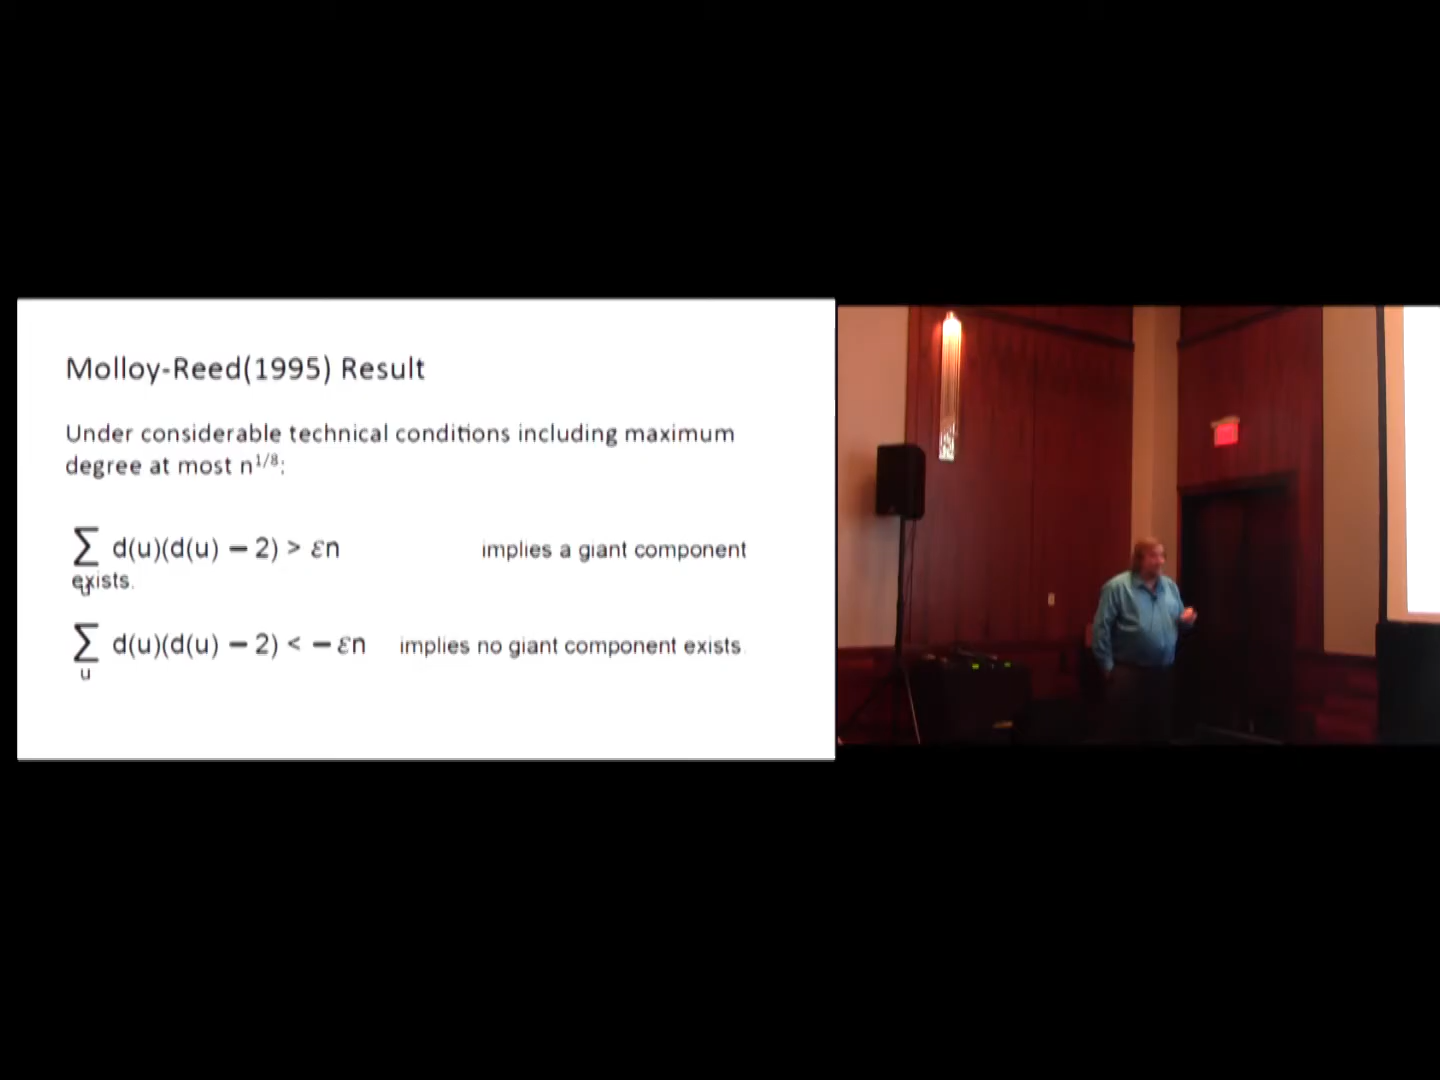 Molloy-Reed(1995) Result
Under considerable technical conditions including maximum
degree at most n^1/8:
∑ d(u)(d(u) − 2) > εn implies a giant component
exists.
u
∑ d(u)(d(u) − 2) < − εn implies no giant component exists.
u